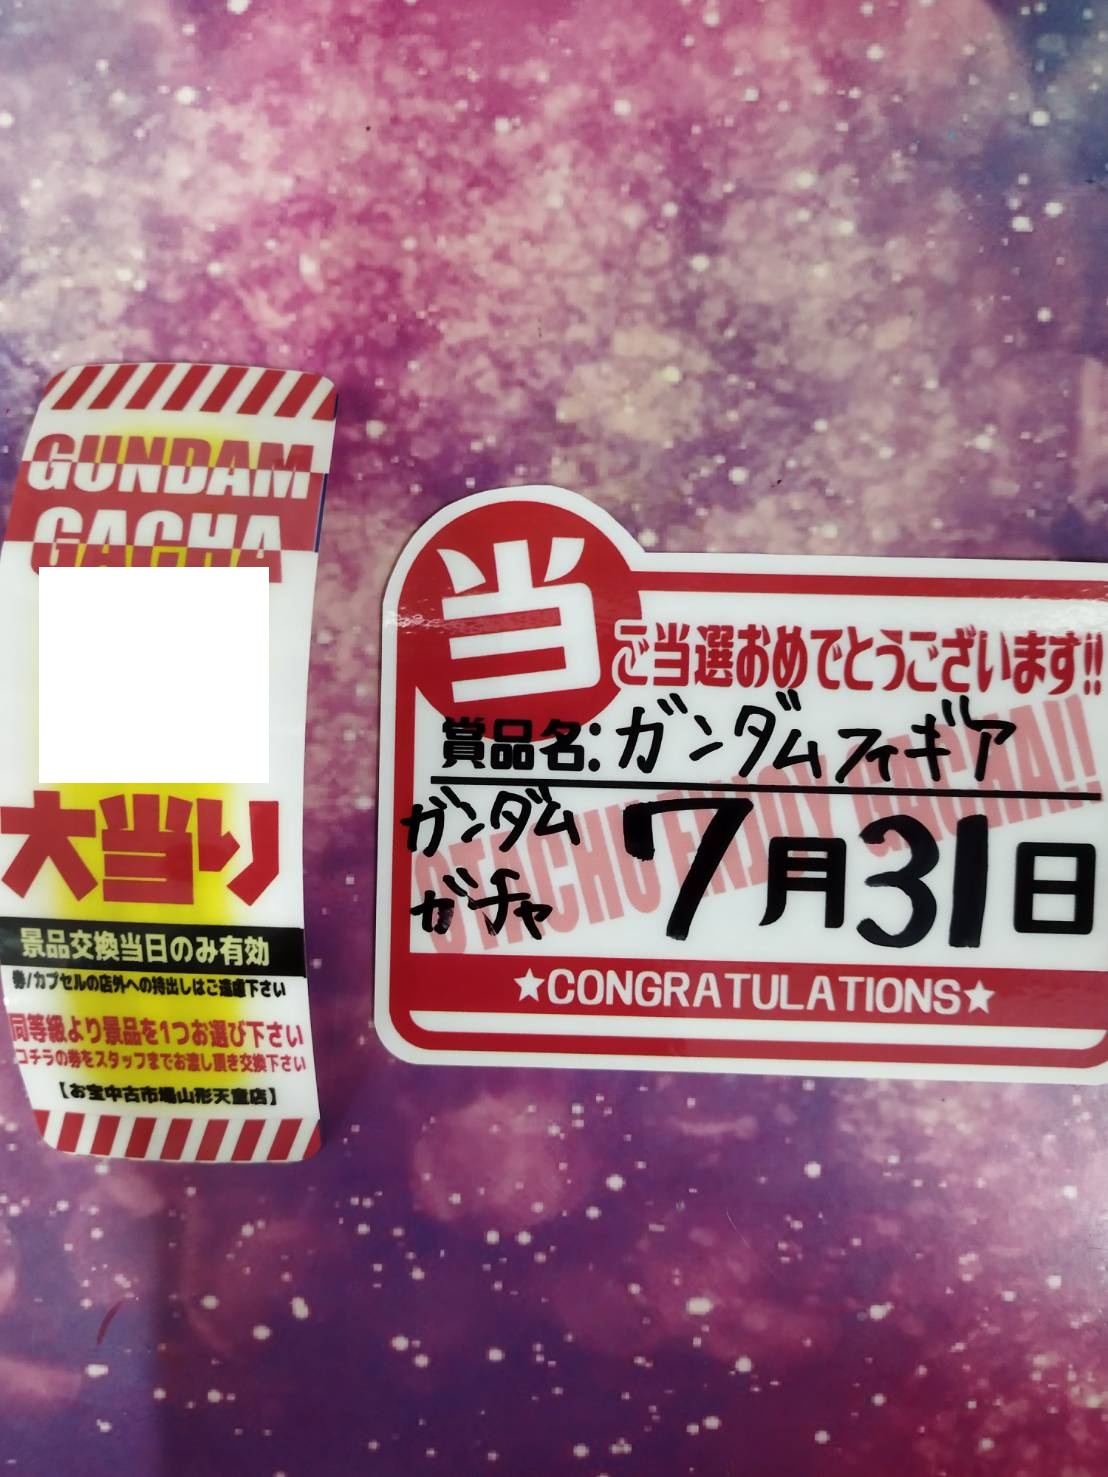 GUNDAM
GACHA
大当り
景品交換当日のみ有効
券/カプセルの店外への持出しはご遠慮下さい
同等級より景品を1つお選び下さい
コチラの券をスタッフまでお渡し頂き交換下さい
【お宝中古市場山形天童店】
当
ご当選おめでとうございます!!
賞品名:ガンダムフィギア
ガンダム
ガチャ
7月31日
OTACHU ENJOY GACHA!!
★CONGRATULATIONS★